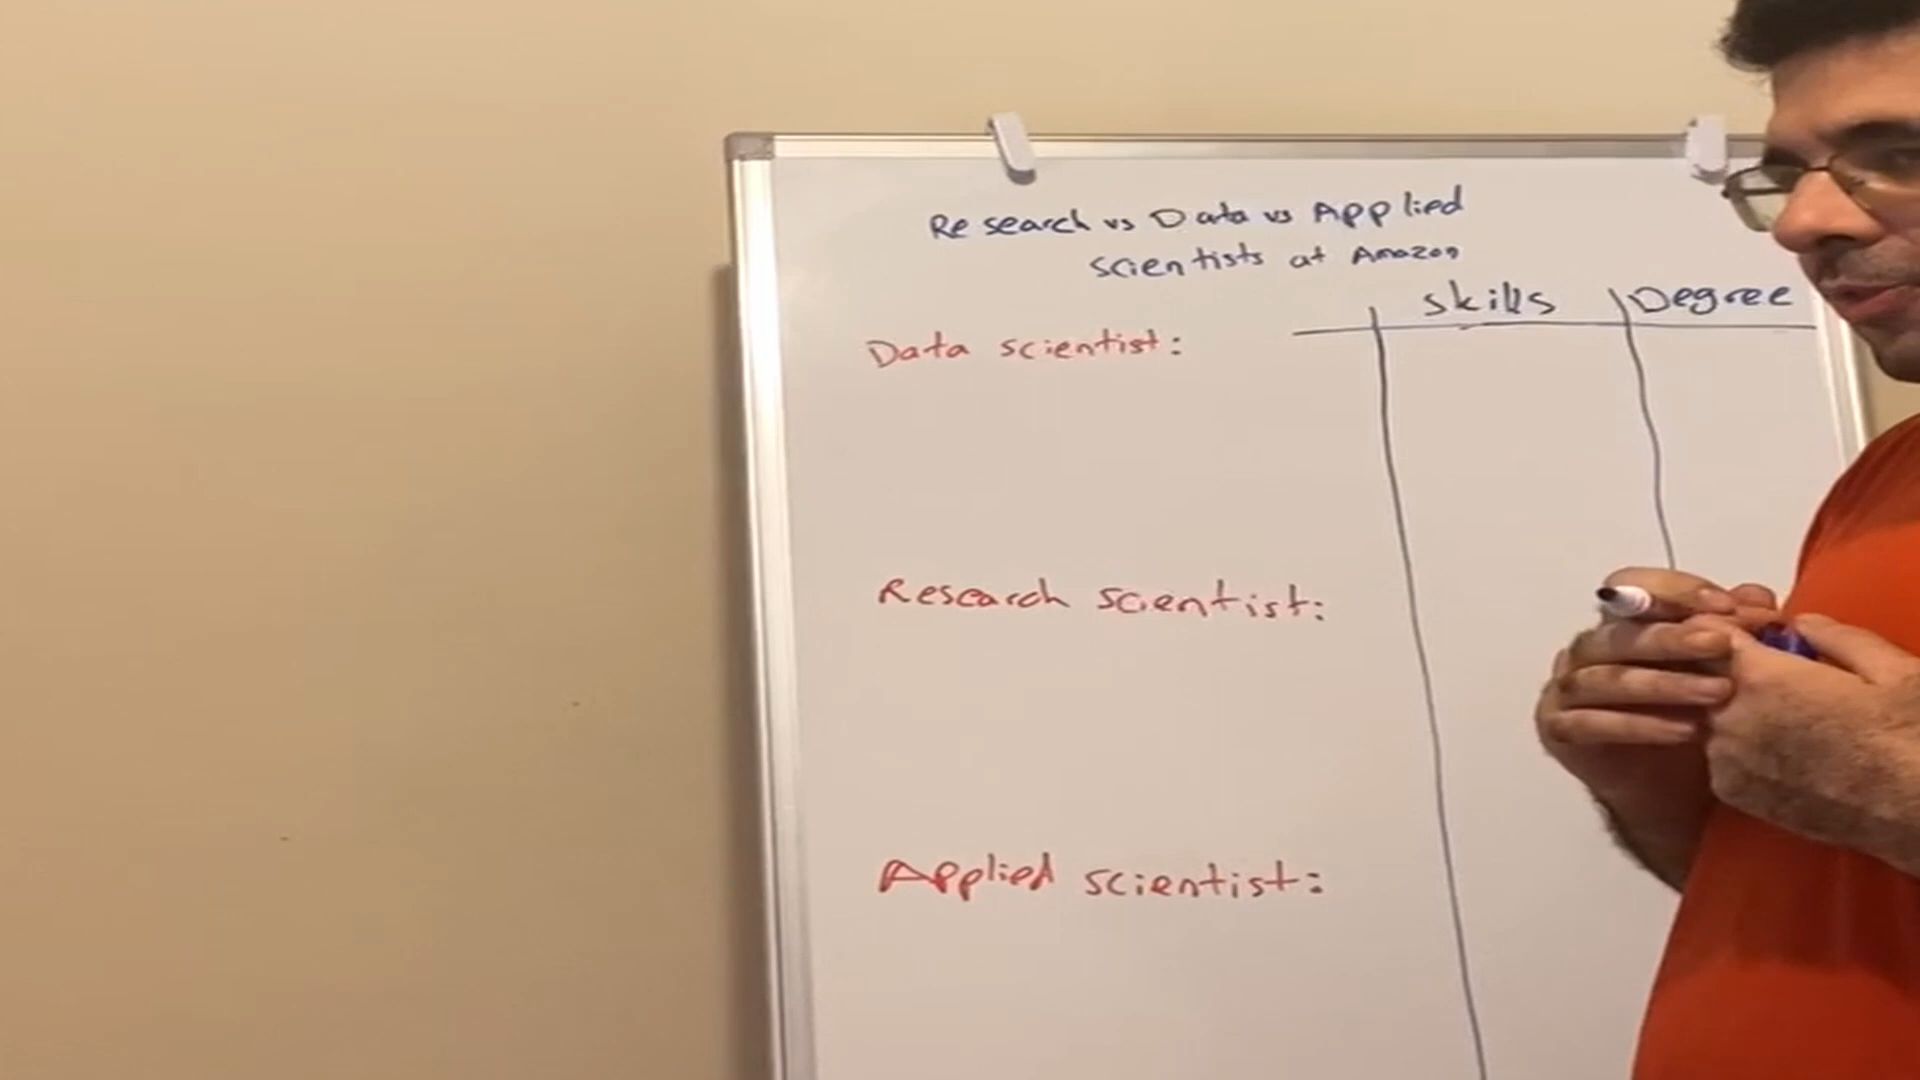 Research vs Data vs Applied
scientists at Amazon
skills Degree
Data scientist:
Research scientist:
Applied scientist: